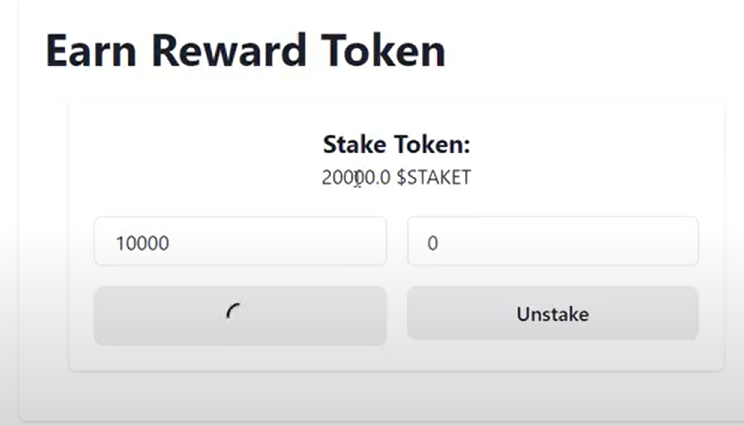 Earn Reward Token
Stake Token:
20000.0 $STAKET
10000
0
Unstake